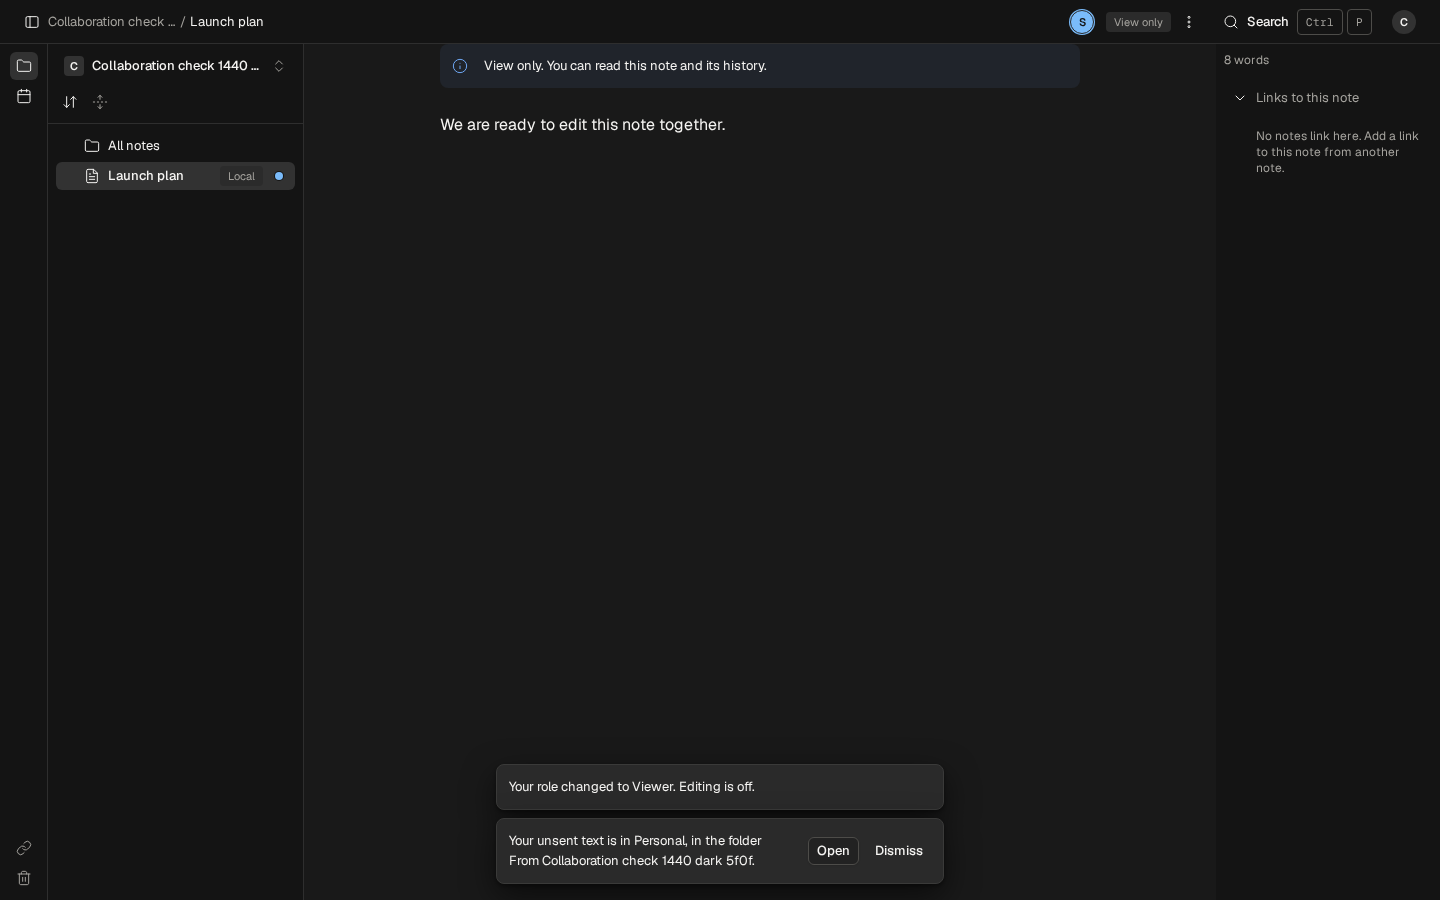 Collaboration check ... / Launch plan
S
View only
Search
Ctrl
P
C
C
Collaboration check 1440 ...
All notes
Launch plan
Local
View only. You can read this note and its history.
We are ready to edit this note together.
8 words
Links to this note
No notes link here. Add a link
to this note from another
note.
Your role changed to Viewer. Editing is off.
Your unsent text is in Personal, in the folder
From Collaboration check 1440 dark 5f0f.
Open
Dismiss